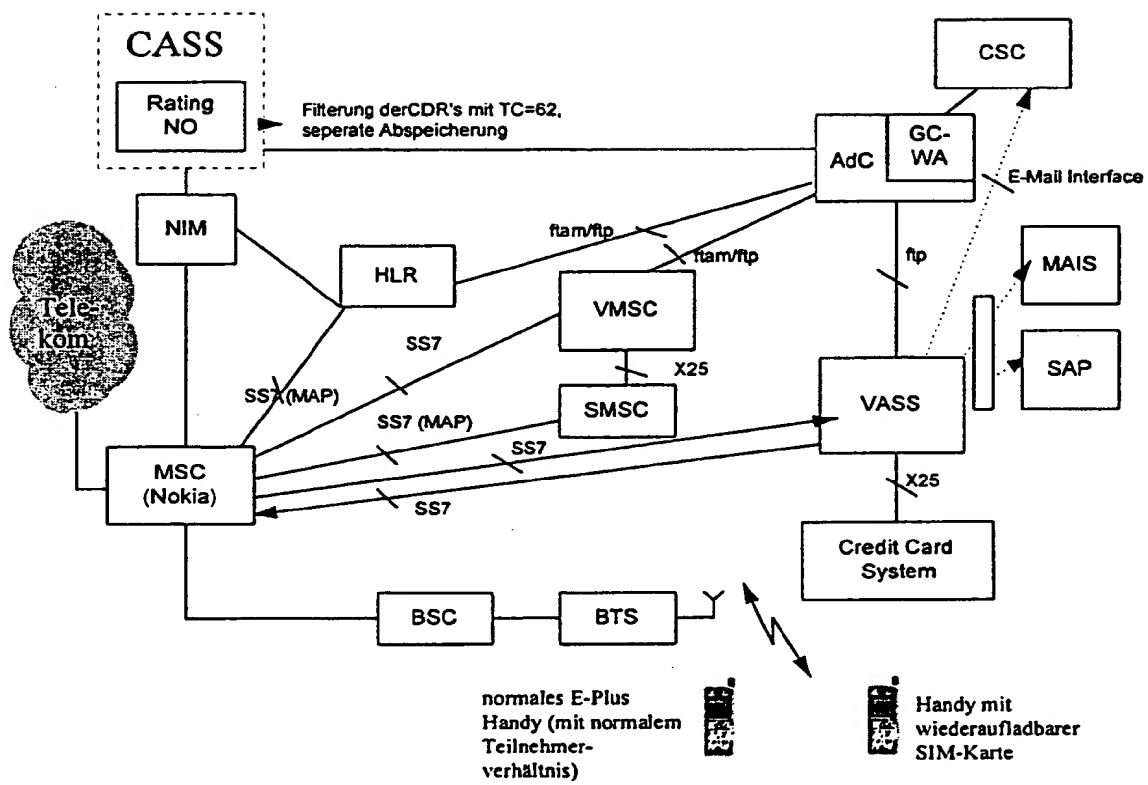 CASS
Rating
NO
Filterung derCDR's mit TC=62,
seperate Abspeicherung
CSC
AdC
GC-
WA
E-Mail Interface
NIM
Tele-
kom
HLR
ftam/ftp
ftam/ftp
ftp
MAIS
VMSC
SS7
X25
SAP
SS7 (MAP)
SMSC
VASS
SS7 (MAP)
SS7
MSC
(Nokia)
SS7
X25
Credit Card
System
BSC
BTS
normales E-Plus
Handy (mit normalem
Teilnehmer-
verhältnis)
Handy mit
wiederaufladbarer
SIM-Karte